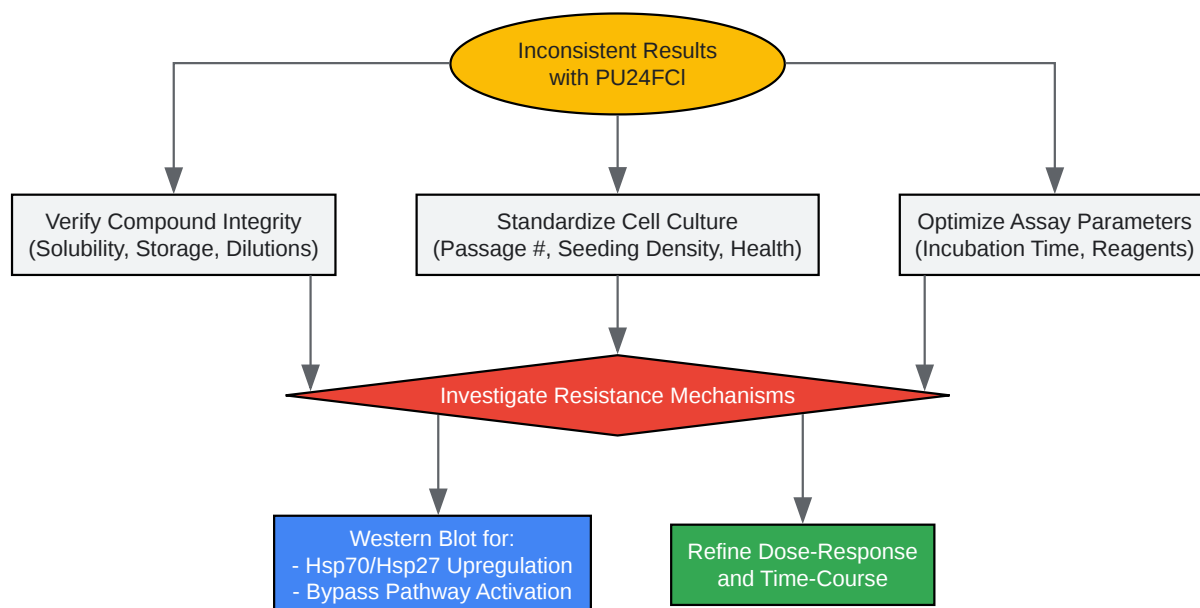 Inconsistent Results
with PU24FCl
Verify Compound Integrity
(Solubility, Storage, Dilutions)
Standardize Cell Culture
(Passage #, Seeding Density, Health)
Optimize Assay Parameters
(Incubation Time, Reagents)
Investigate Resistance Mechanisms
Western Blot for:
- Hsp70/Hsp27 Upregulation
- Bypass Pathway Activation
Refine Dose-Response
and Time-Course